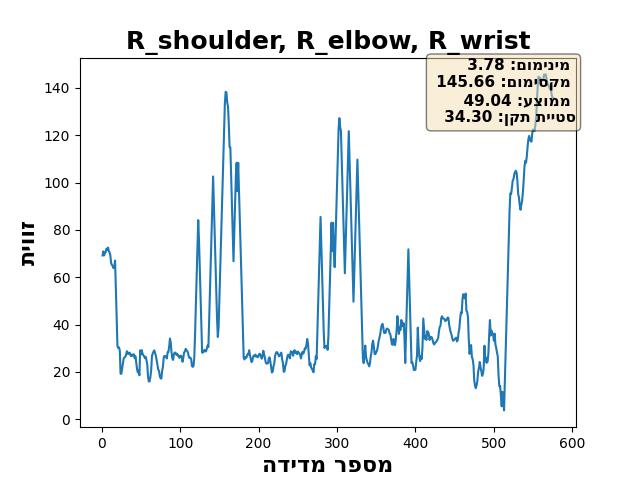 R_shoulder, R_elbow, R_wrist
מינימום: 3.78
מקסימום: 145.66
ממוצע: 49.04
סטיית תקן: 34.30
140
120
100
80
60
40
20
0
זווית
0 100 200 300 400 500 600
מספר מדידה